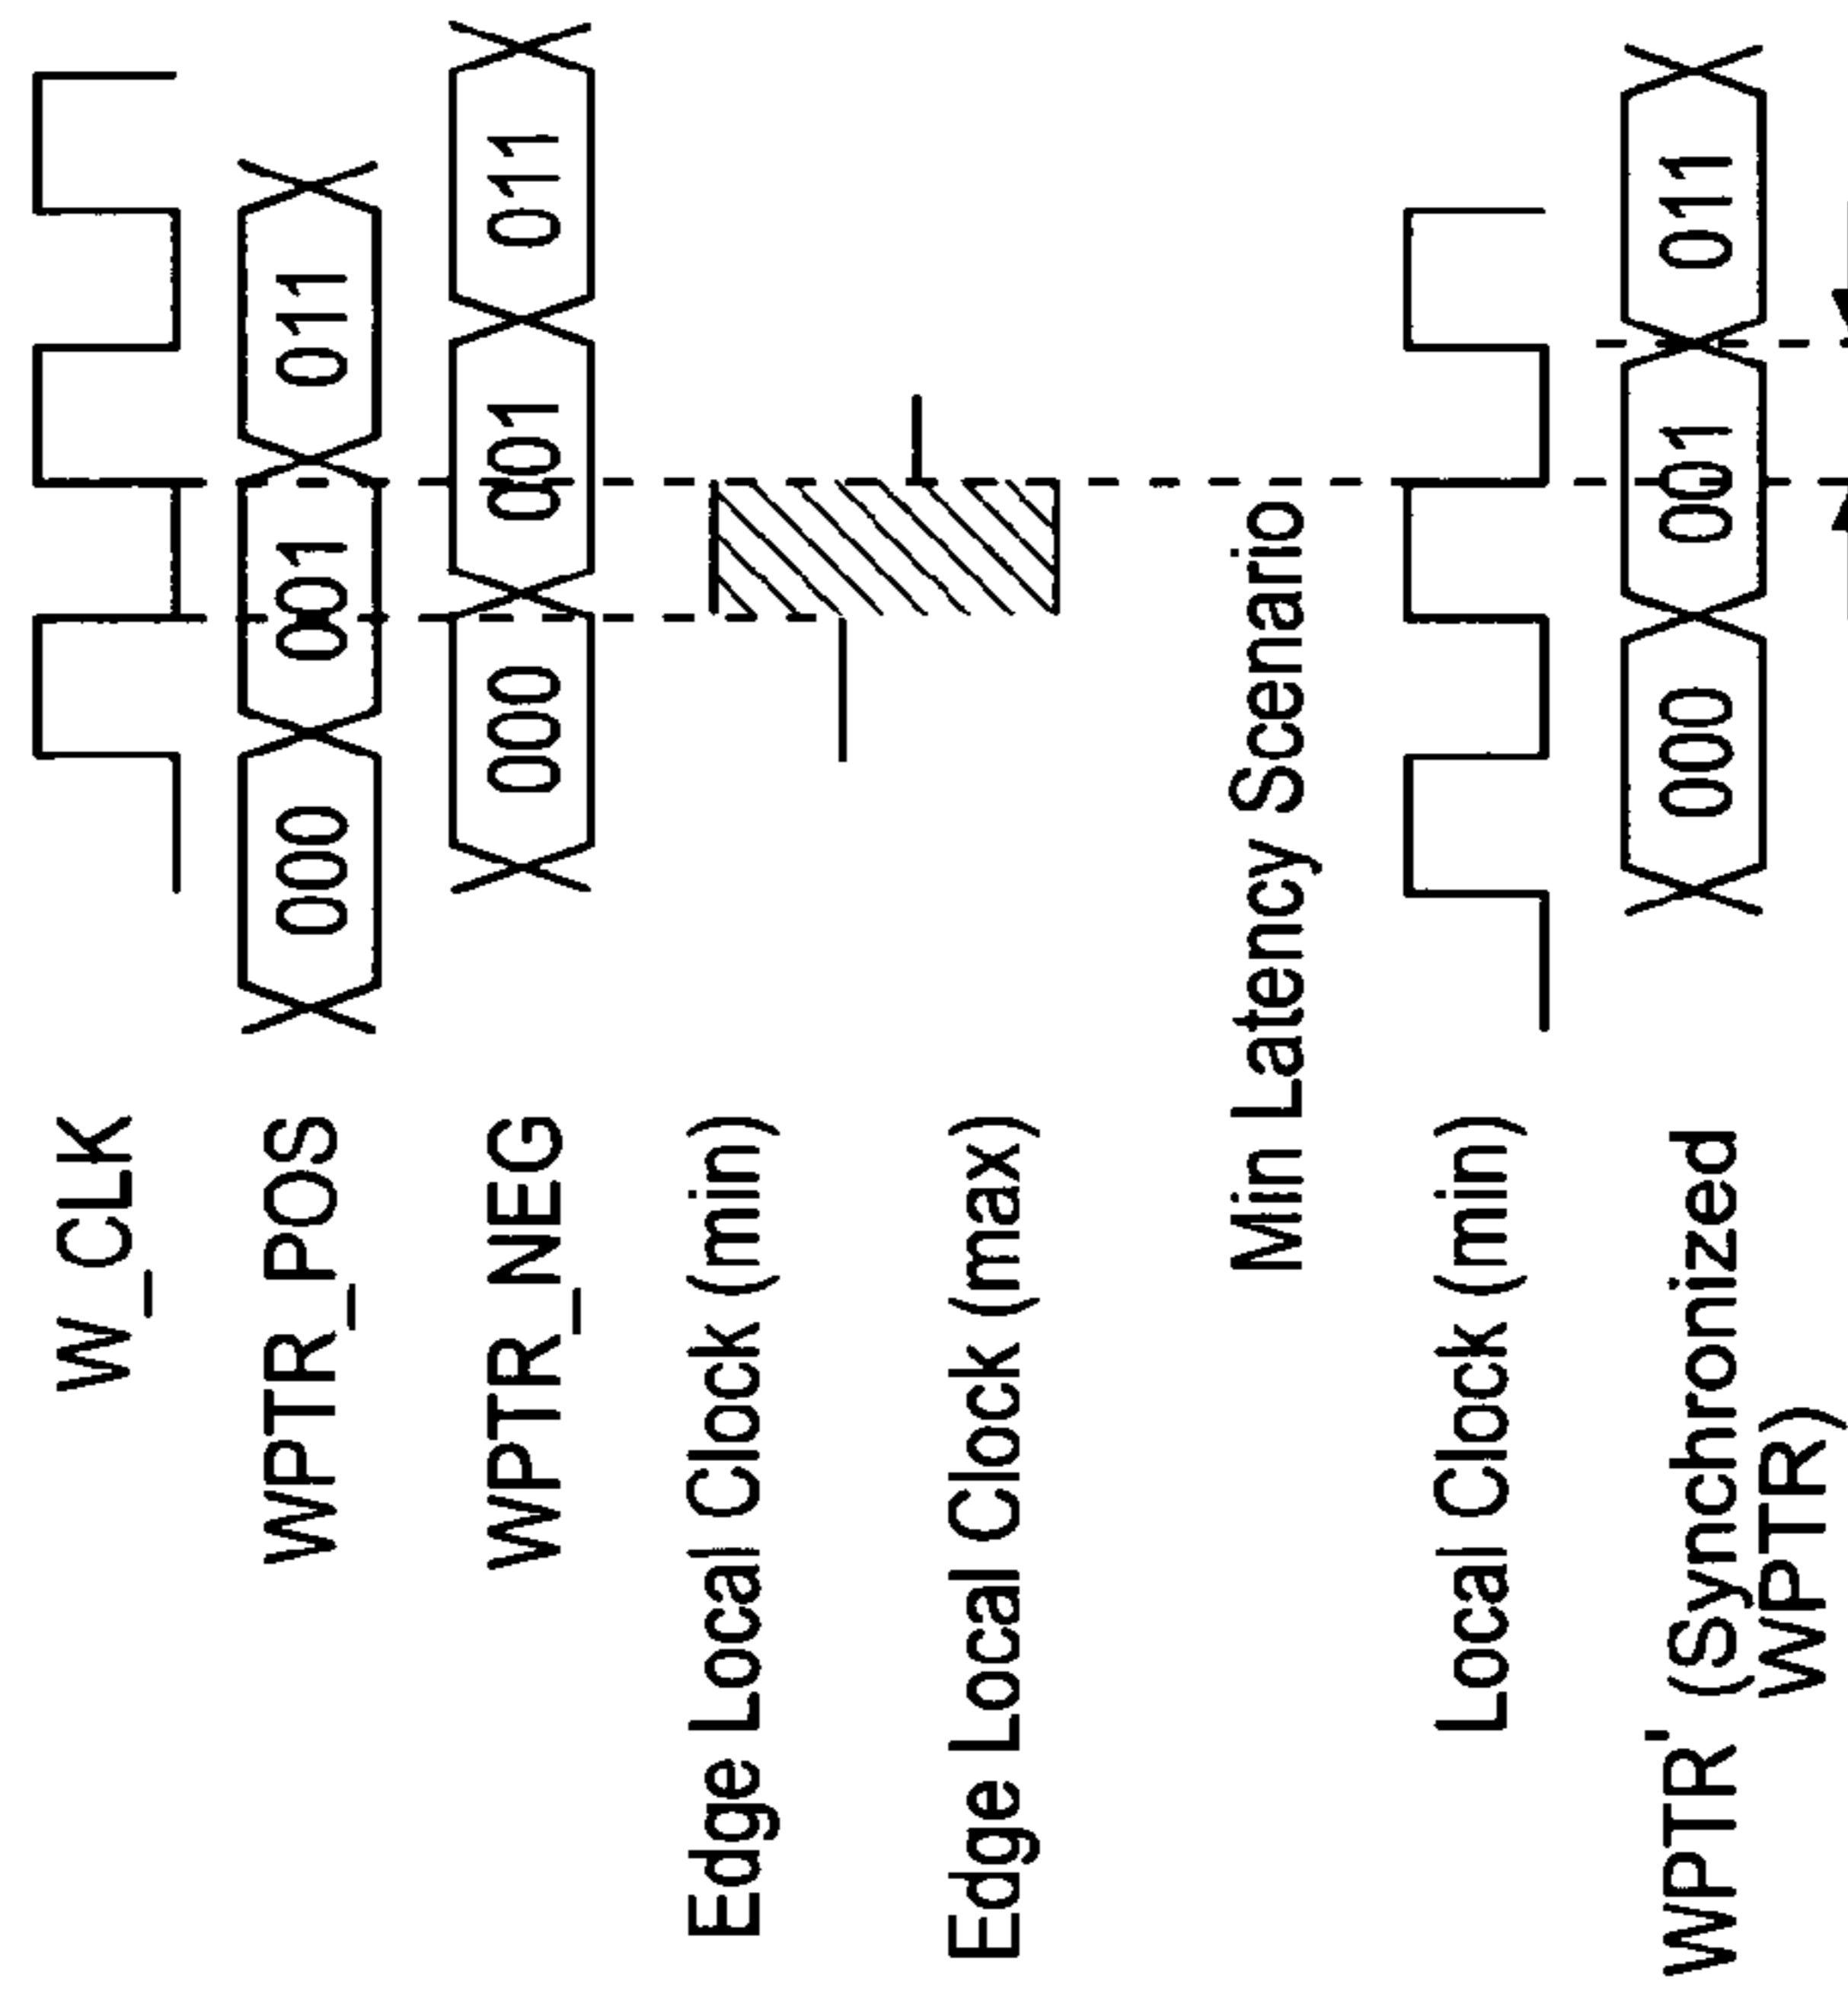 W_CLK
WPTR_POS
000 001 011
WPTR_NEG
000 001 011
Edge Local Clock (min)
Edge Local Clock (max)
Min Latency Scenario
Local Clock (min)
WPTR' (Synchronized
WPTR)
000 001 011